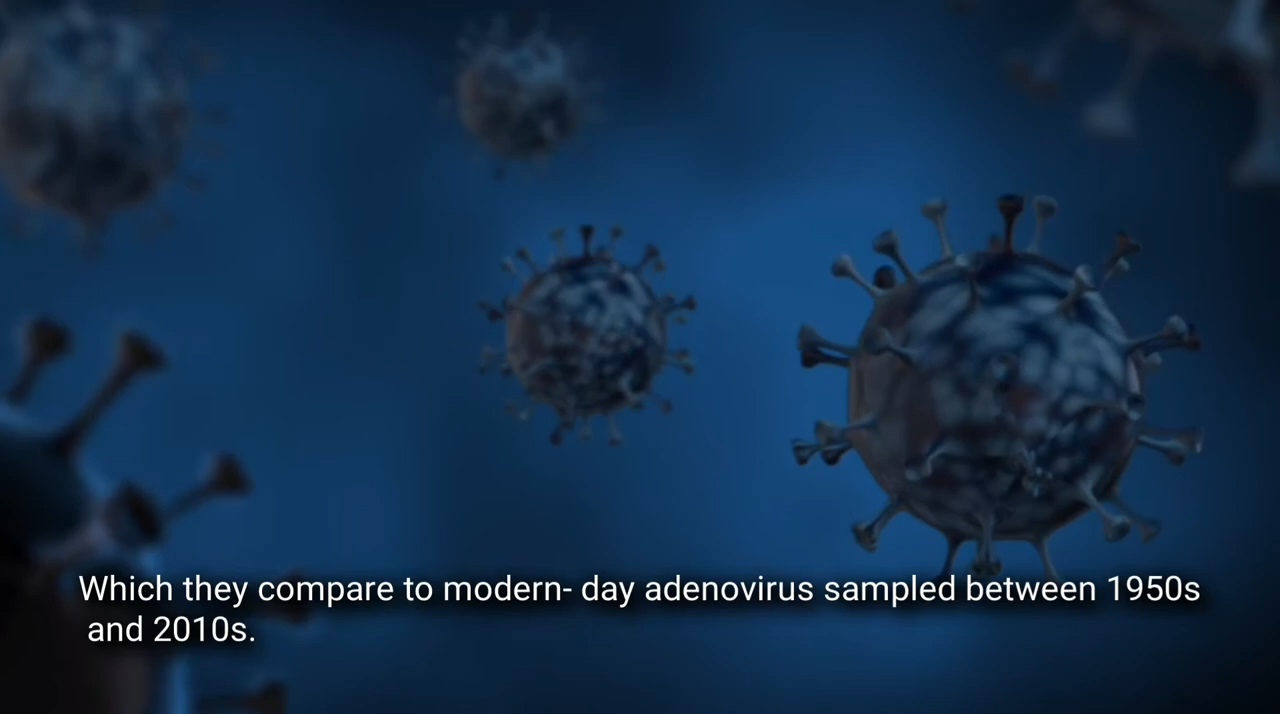 Which they compare to modern- day adenovirus sampled between 1950s
and 2010s.